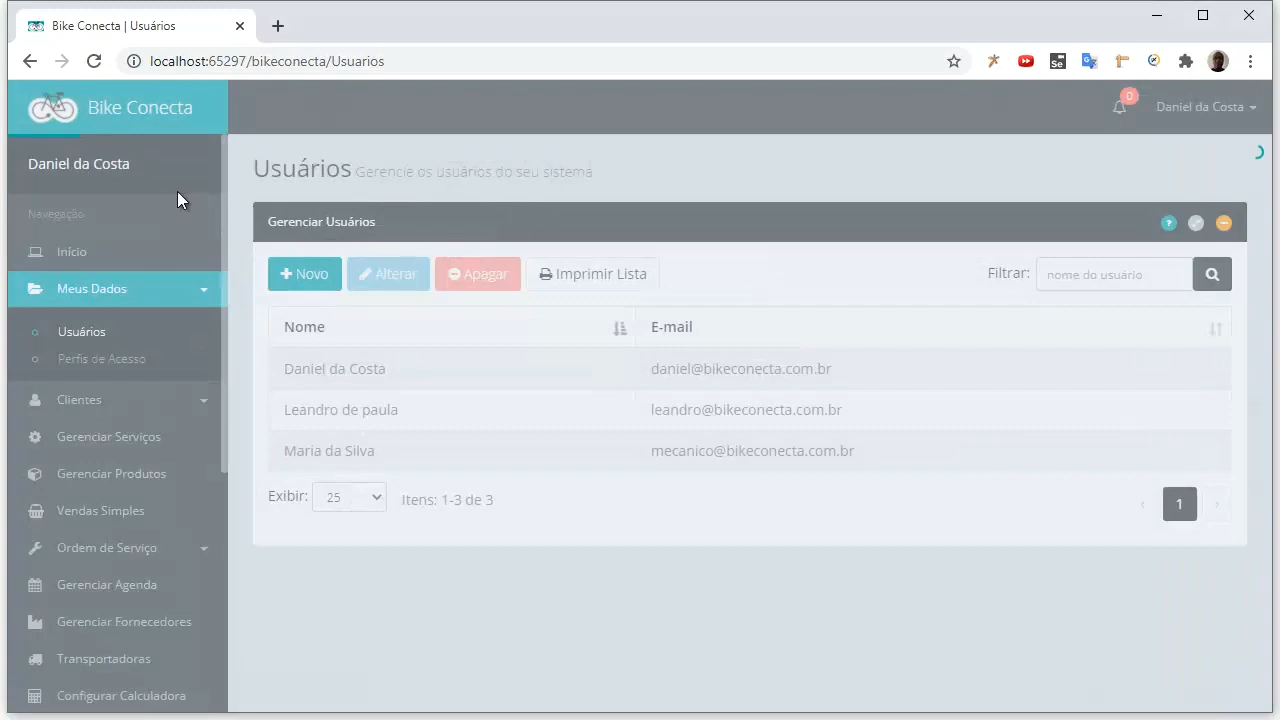 Bike Conecta | Usuários
localhost:65297/bikeconecta/Usuarios
Bike Conecta
0
Daniel da Costa
Daniel da Costa
Navegação
Início
Meus Dados
Usuários
Perfis de Acesso
Clientes
Gerenciar Serviços
Gerenciar Produtos
Vendas Simples
Ordem de Serviço
Gerenciar Agenda
Gerenciar Fornecedores
Transportadoras
Configurar Calculadora
Usuários Gerencie os usuários do seu sistema
Gerenciar Usuários
Novo Alterar Apagar Imprimir Lista Filtrar: nome do usuário
Nome E-mail
Daniel da Costa daniel@bikeconecta.com.br
Leandro de paula leandro@bikeconecta.com.br
Maria da Silva mecanico@bikeconecta.com.br
Exibir: 25 Itens: 1-3 de 3 ‹ 1 ›